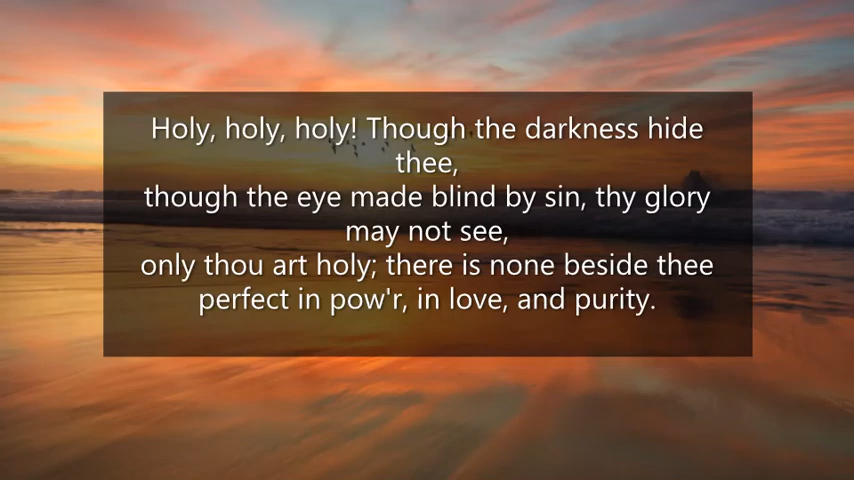 Holy, holy, holy! Though the darkness hide
thee,
though the eye made blind by sin, thy glory
may not see,
only thou art holy; there is none beside thee
perfect in pow'r, in love, and purity.